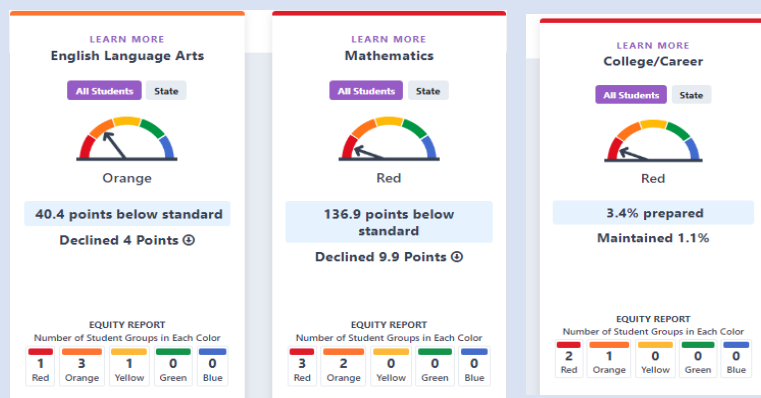 LEARN MORE
English Language Arts
All Students State
Orange
40.4 points below standard
Declined 4 Points
EQUITY REPORT
Number of Student Groups in Each Color
1 3 1 0 0
Red Orange Yellow Green Blue
LEARN MORE
Mathematics
All Students State
Red
136.9 points below
standard
Declined 9.9 Points
EQUITY REPORT
Number of Student Groups in Each Color
3 2 0 0 0
Red Orange Yellow Green Blue
LEARN MORE
College/Career
All Students State
Red
3.4% prepared
Maintained 1.1%
EQUITY REPORT
Number of Student Groups in Each Color
2 1 0 0 0
Red Orange Yellow Green Blue